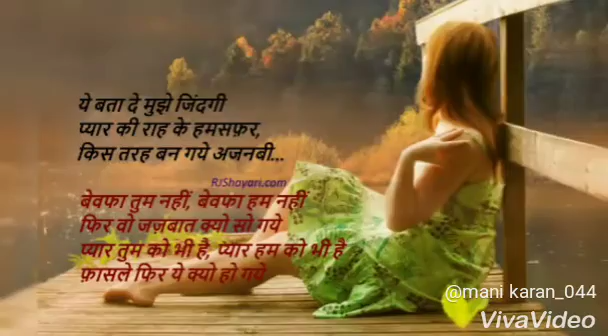 ये बता दे मुझे जिंदगी
प्यार की राह के हमसफ़र,
किस तरह बन गये अजनबी...
RJShayari.com
बेवफा तुम नहीं, बेवफा हम नहीं
फिर वो जज़बात क्यो सो गये
प्यार तुम को भी है, प्यार हम को भी है
फ़ासले फिर ये क्यो हो गये
@mani karan_044
VivaVideo